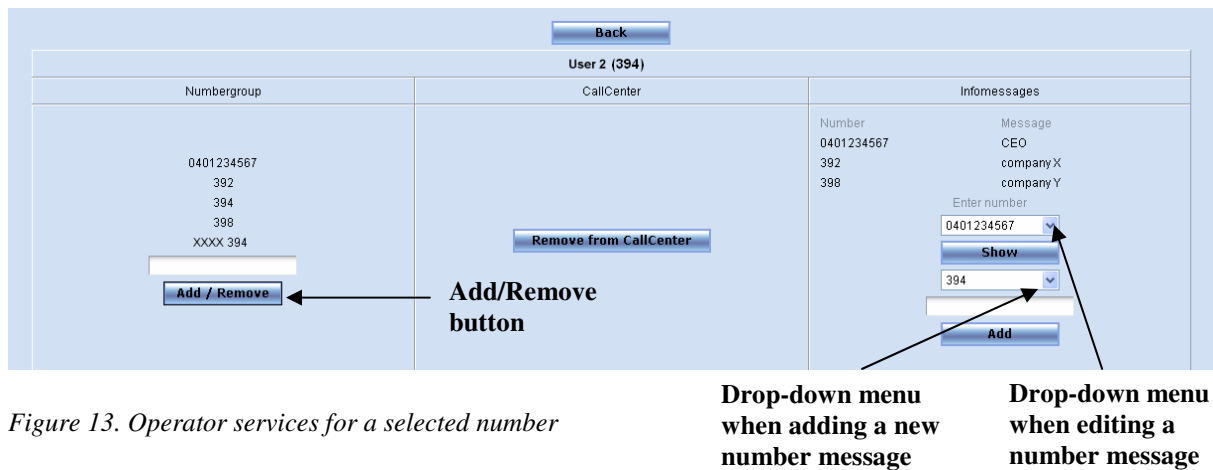 Back
User 2 (394)
Numbergroup
CallCenter
Infomessages
0401234567
392
394
398
XXXX 394
Add / Remove
Add/Remove
button
Remove from CallCenter
Number Message
0401234567 CEO
392 company X
398 company Y
Enter number
0401234567
Show
394
Add
Drop-down menu
when adding a new
number message
Drop-down menu
when editing a
number message
Figure 13. Operator services for a selected number